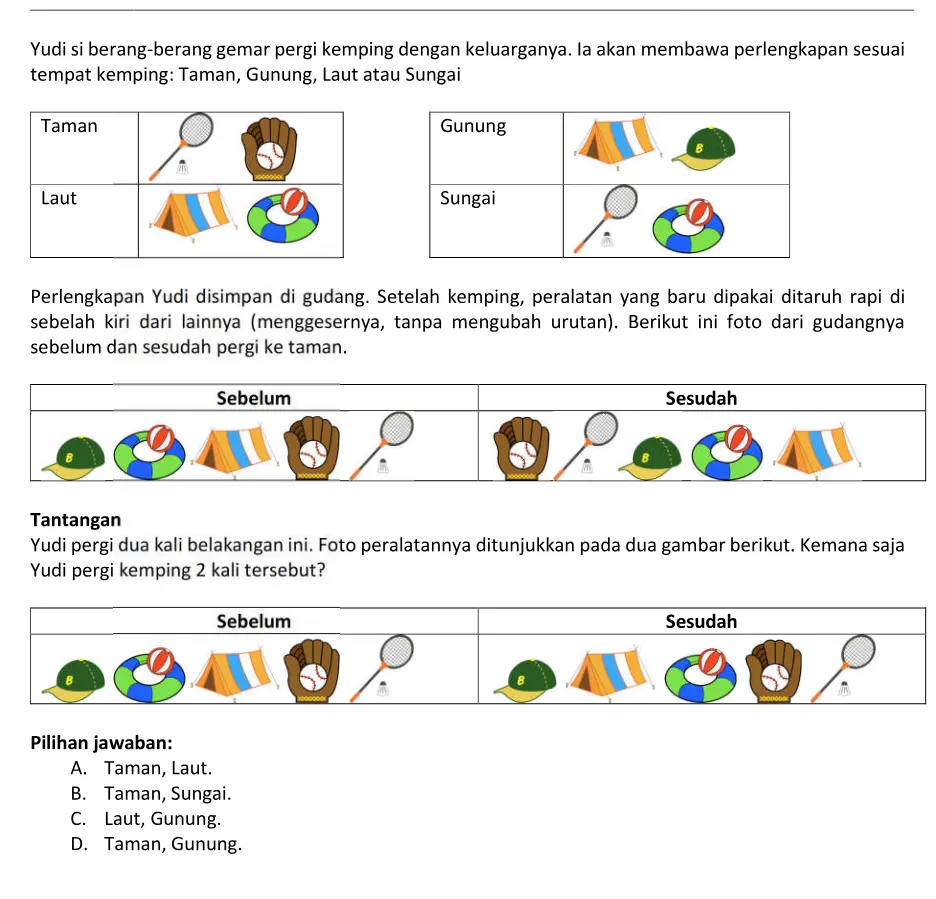 Yudi si berang-berang gemar pergi kemping dengan keluarganya. Ia akan membawa perlengkapan sesuai
tempat kemping: Taman, Gunung, Laut atau Sungai
Taman
Gunung
B
Laut
Sungai
Perlengkapan Yudi disimpan di gudang. Setelah kemping, peralatan yang baru dipakai ditaruh rapi di
sebelah kiri dari lainnya (menggesernya, tanpa mengubah urutan). Berikut ini foto dari gudangnya
sebelum dan sesudah pergi ke taman.
Sebelum
Sesudah
B
B
Tantangan
Yudi pergi dua kali belakangan ini. Foto peralatannya ditunjukkan pada dua gambar berikut. Kemana saja
Yudi pergi kemping 2 kali tersebut?
Sebelum
Sesudah
B
B
Pilihan jawaban:
A. Taman, Laut.
B. Taman, Sungai.
C. Laut, Gunung.
D. Taman, Gunung.